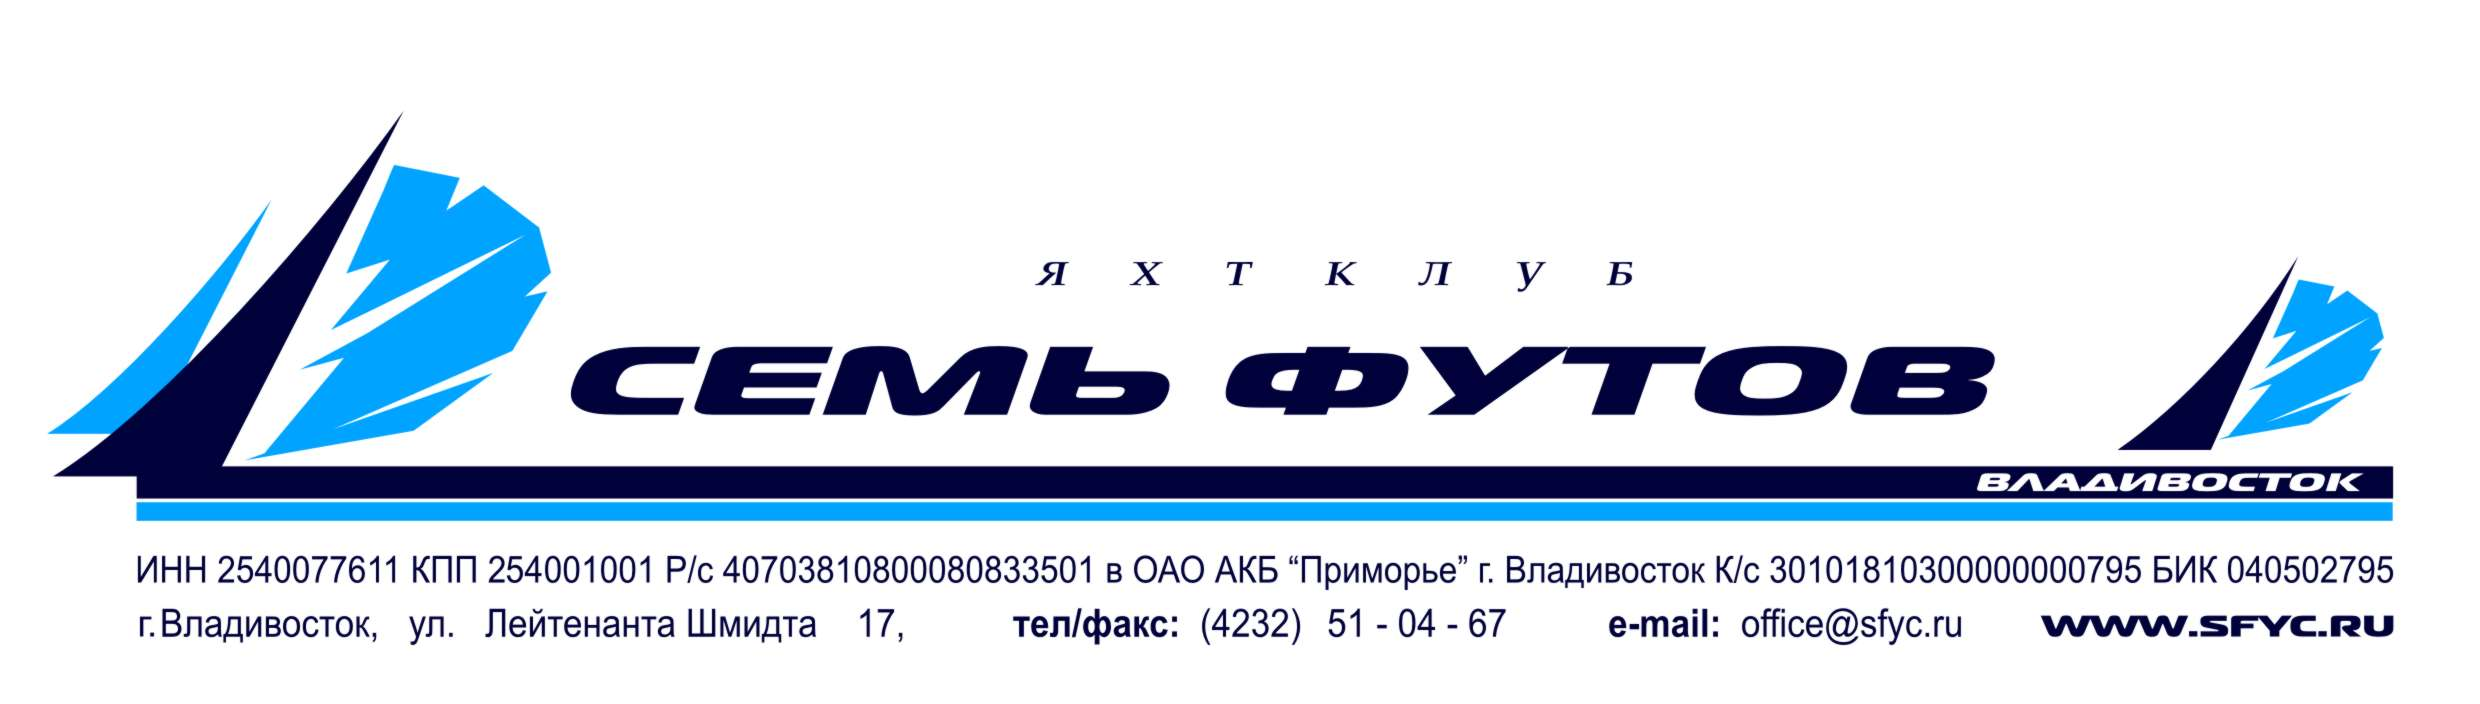 яхтклуб
СЕМЬ ФУТОВ
ВЛАДИВОСТОК
ИНН 2540077611 КПП 254001001 Р/с 40703810800080833501 в ОАО АКБ “Приморье” г. Владивосток К/с 30101810300000000795 БИК 040502795
г.Владивосток, ул. Лейтенанта Шмидта 17, тел/факс: (4232) 51 - 04 - 67 e-mail: office@sfyc.ru WWW.SFYC.RU